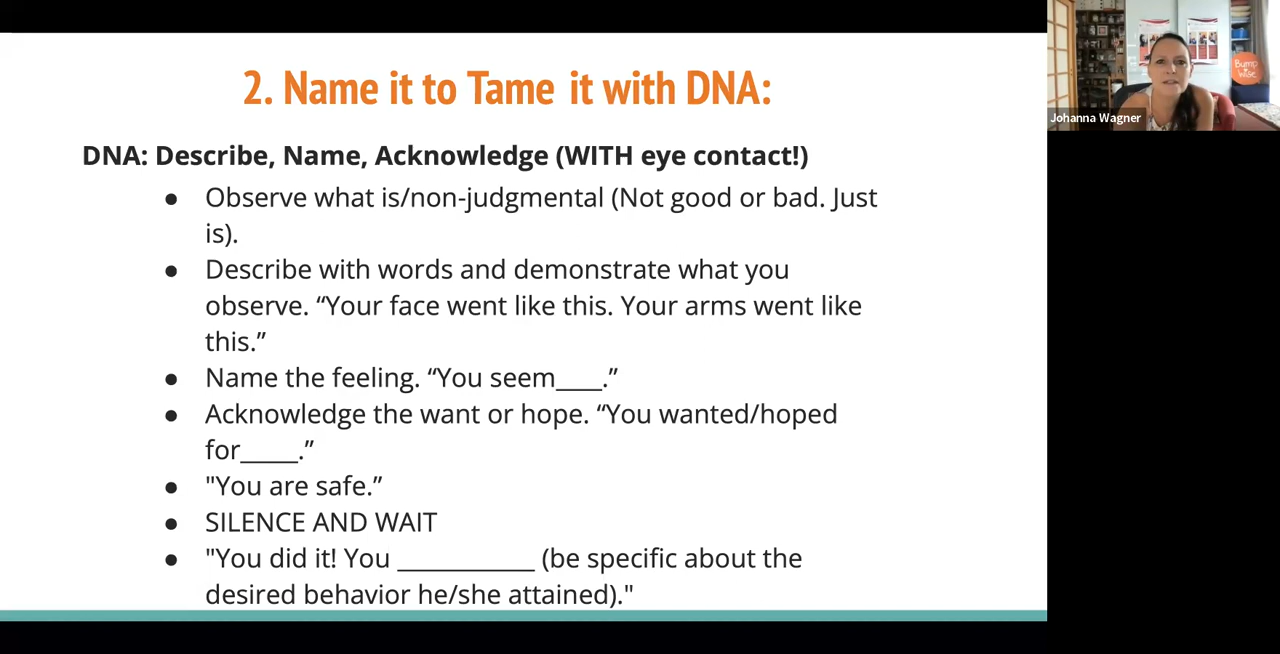 2. Name it to Tame it with DNA:
DNA: Describe, Name, Acknowledge (WITH eye contact!)
● Observe what is/non-judgmental (Not good or bad. Just
is).
● Describe with words and demonstrate what you
observe. “Your face went like this. Your arms went like
this.”
● Name the feeling. “You seem____.”
● Acknowledge the want or hope. “You wanted/hoped
for_____.”
● "You are safe.”
● SILENCE AND WAIT
● "You did it! You ____________ (be specific about the
desired behavior he/she attained)."
Bump
wise
Johanna Wagner